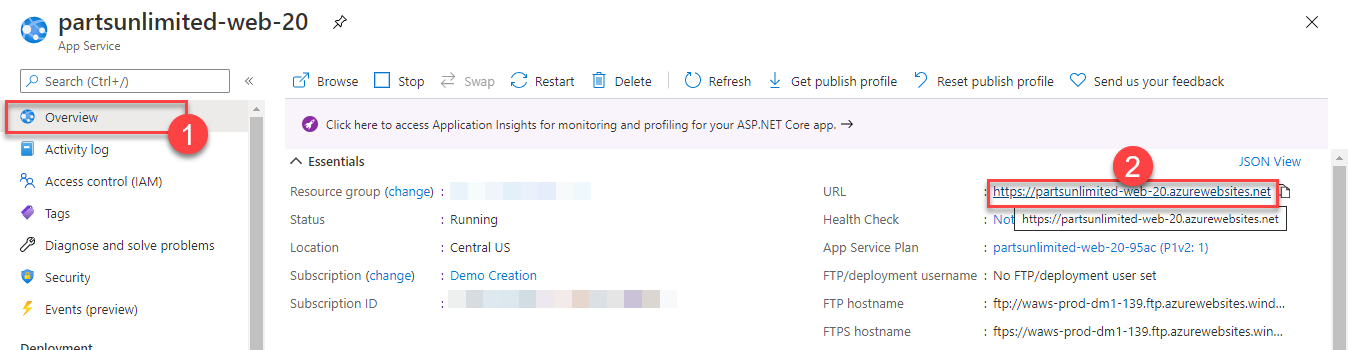 partsunlimited-web-20
App Service
Search (Ctrl+/)
«
Browse Stop Swap Restart Delete Refresh Get publish profile Reset publish profile Send us your feedback
Overview
1
Activity log
Access control (IAM)
Tags
Diagnose and solve problems
Security
Events (preview)
Deployment
Click here to access Application Insights for monitoring and profiling for your ASP.NET Core app. →
Essentials
JSON View
2
Resource group (change) :
Status : Running
Location : Central US
Subscription (change) : Demo Creation
Subscription ID :
URL : https://partsunlimited-web-20.azurewebsites.net
Health Check : Not
https://partsunlimited-web-20.azurewebsites.net
App Service Plan : partsunlimited-web-20-95ac (P1v2: 1)
FTP/deployment username : No FTP/deployment user set
FTP hostname : ftp://waws-prod-dm1-139.ftp.azurewebsites.wind...
FTPS hostname : ftps://waws-prod-dm1-139.ftp.azurewebsites.win...